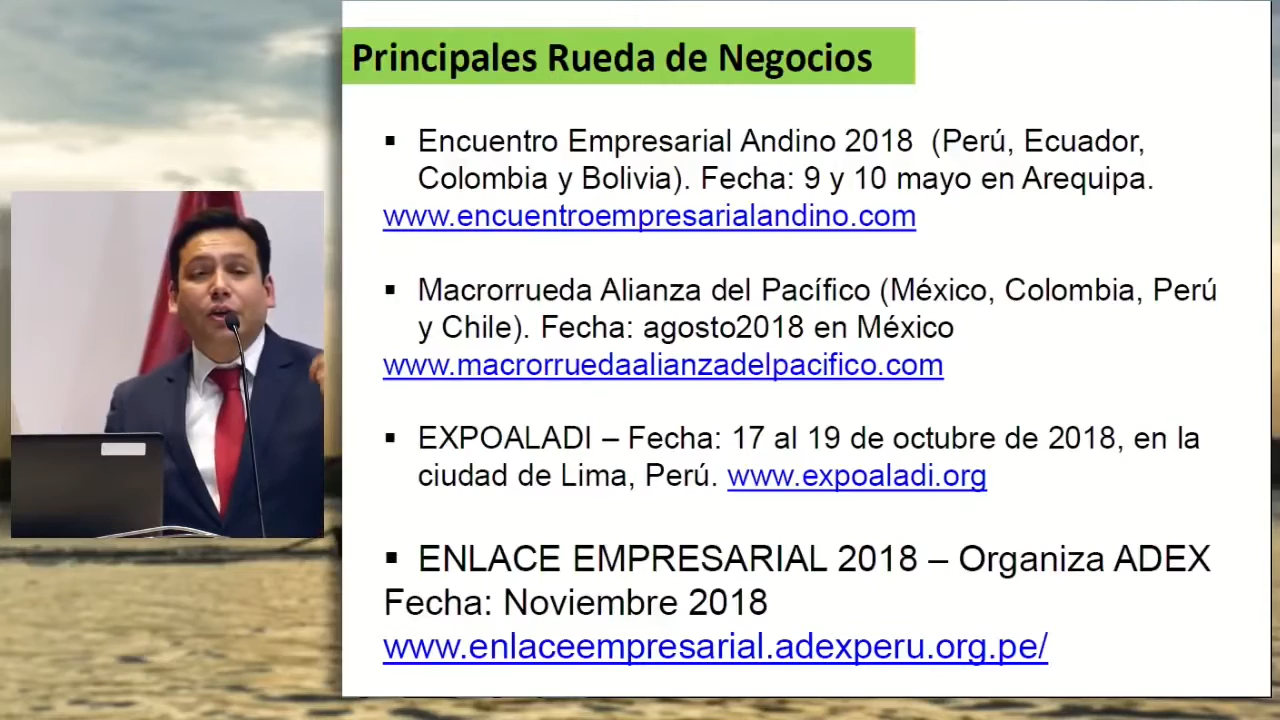 Principales Rueda de Negocios
▪ Encuentro Empresarial Andino 2018 (Perú, Ecuador,
Colombia y Bolivia). Fecha: 9 y 10 mayo en Arequipa.
www.encuentroempresarialandino.com
▪ Macrorrueda Alianza del Pacífico (México, Colombia, Perú
y Chile). Fecha: agosto2018 en México
www.macrorruedaalianzadelpacifico.com
▪ EXPOALADI – Fecha: 17 al 19 de octubre de 2018, en la
ciudad de Lima, Perú. www.expoaladi.org
▪ ENLACE EMPRESARIAL 2018 – Organiza ADEX
Fecha: Noviembre 2018
www.enlaceempresarial.adexperu.org.pe/